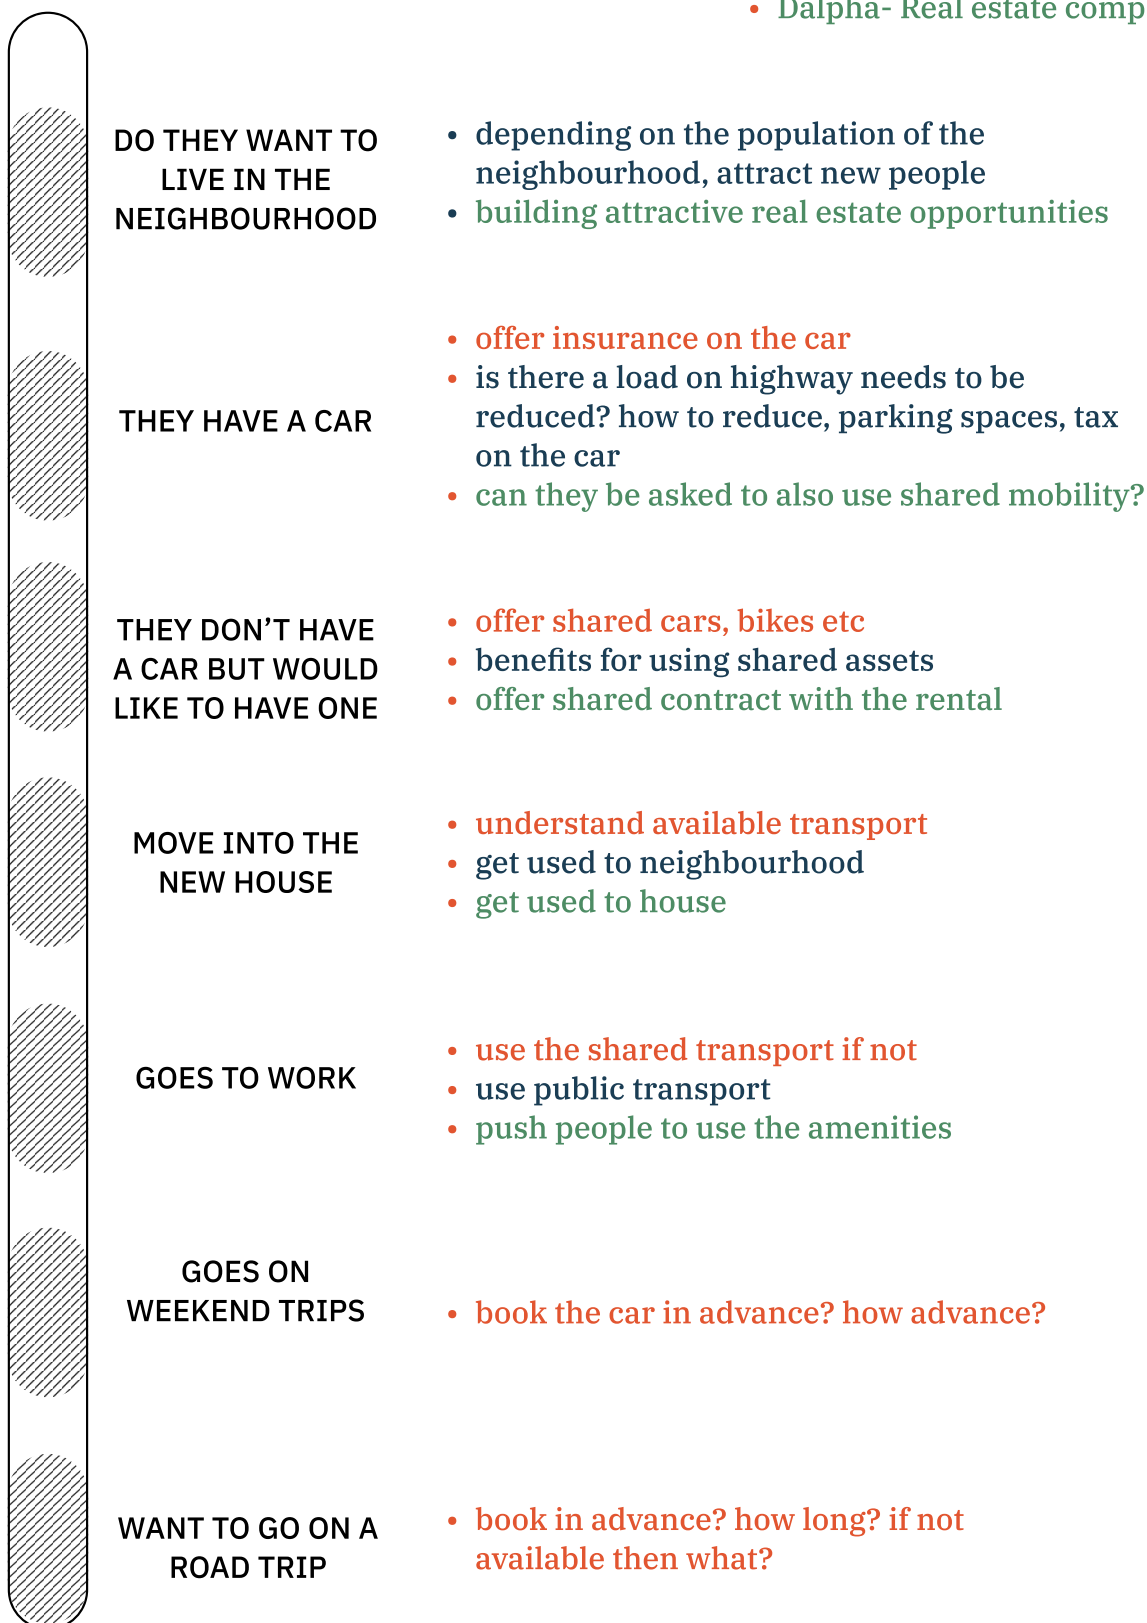 • Dalpha- Real estate comp
DO THEY WANT TO
LIVE IN THE
NEIGHBOURHOOD
• depending on the population of the
neighbourhood, attract new people
• building attractive real estate opportunities
THEY HAVE A CAR
• offer insurance on the car
• is there a load on highway needs to be
reduced? how to reduce, parking spaces, tax
on the car
• can they be asked to also use shared mobility?
THEY DON’T HAVE
A CAR BUT WOULD
LIKE TO HAVE ONE
• offer shared cars, bikes etc
• benefits for using shared assets
• offer shared contract with the rental
MOVE INTO THE
NEW HOUSE
• understand available transport
• get used to neighbourhood
• get used to house
GOES TO WORK
• use the shared transport if not
• use public transport
• push people to use the amenities
GOES ON
WEEKEND TRIPS
• book the car in advance? how advance?
WANT TO GO ON A
ROAD TRIP
• book in advance? how long? if not
available then what?